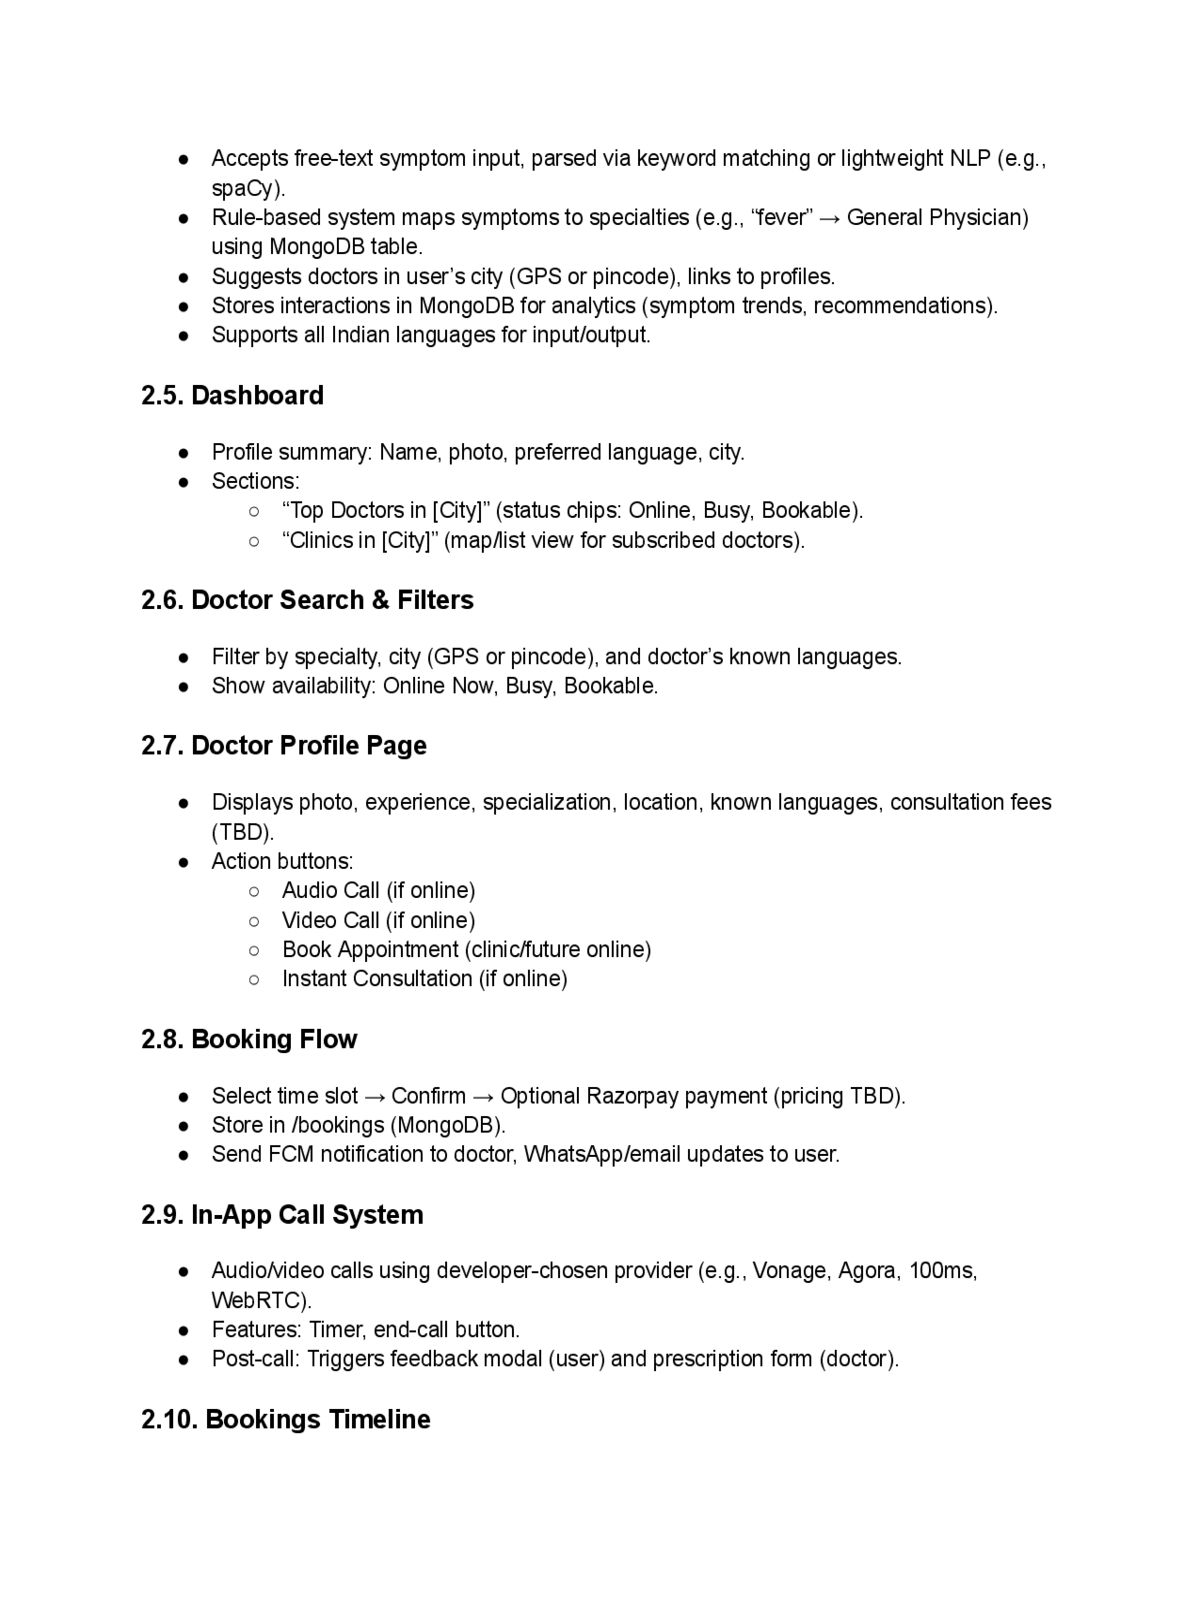 ● Accepts free-text symptom input, parsed via keyword matching or lightweight NLP (e.g.,
spaCy).
● Rule-based system maps symptoms to specialties (e.g., “fever” → General Physician)
using MongoDB table.
● Suggests doctors in user’s city (GPS or pincode), links to profiles.
● Stores interactions in MongoDB for analytics (symptom trends, recommendations).
● Supports all Indian languages for input/output.
2.5. Dashboard
● Profile summary: Name, photo, preferred language, city.
● Sections:
○ “Top Doctors in [City]” (status chips: Online, Busy, Bookable).
○ “Clinics in [City]” (map/list view for subscribed doctors).
2.6. Doctor Search & Filters
● Filter by specialty, city (GPS or pincode), and doctor’s known languages.
● Show availability: Online Now, Busy, Bookable.
2.7. Doctor Profile Page
● Displays photo, experience, specialization, location, known languages, consultation fees
(TBD).
● Action buttons:
○ Audio Call (if online)
○ Video Call (if online)
○ Book Appointment (clinic/future online)
○ Instant Consultation (if online)
2.8. Booking Flow
● Select time slot → Confirm → Optional Razorpay payment (pricing TBD).
● Store in /bookings (MongoDB).
● Send FCM notification to doctor, WhatsApp/email updates to user.
2.9. In-App Call System
● Audio/video calls using developer-chosen provider (e.g., Vonage, Agora, 100ms,
WebRTC).
● Features: Timer, end-call button.
● Post-call: Triggers feedback modal (user) and prescription form (doctor).
2.10. Bookings Timeline